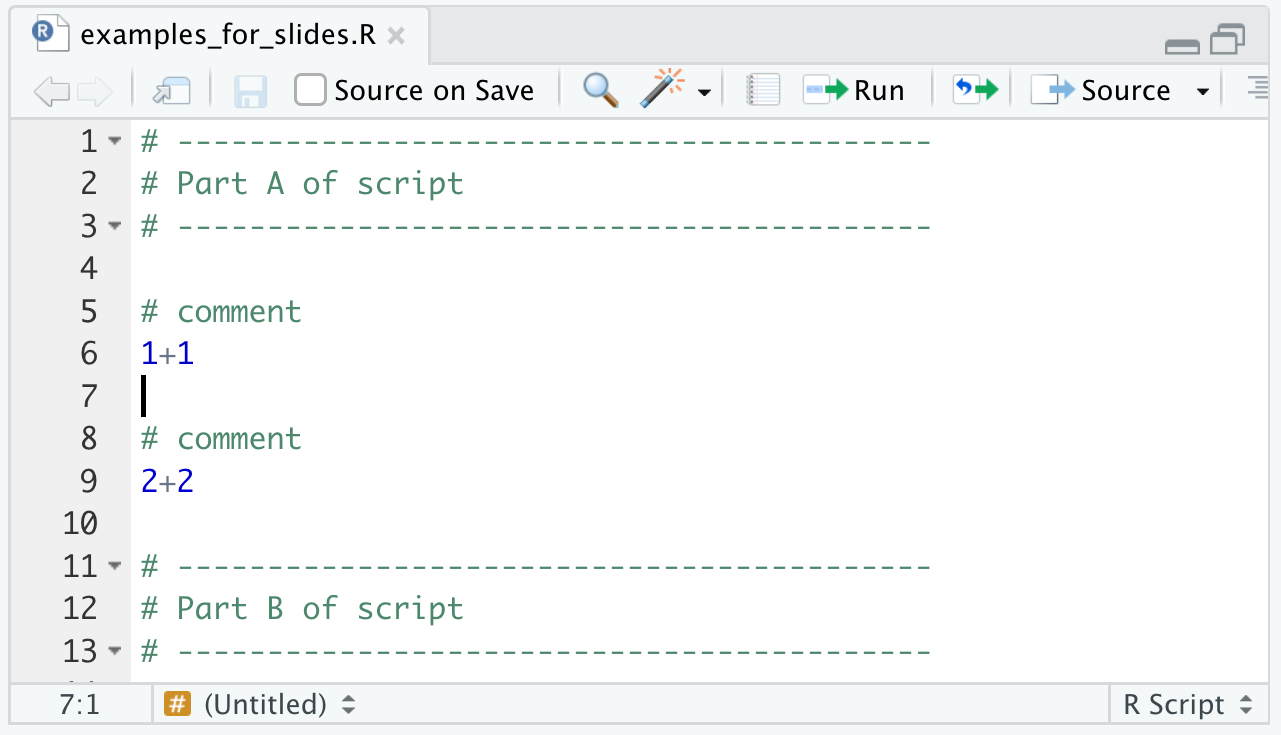 examples_for_slides.R
Source on Save Run Source
1 # ------------------------------------------
2 # Part A of script
3 # ------------------------------------------
4
5 # comment
6 1+1
7
8 # comment
9 2+2
10
11 # ------------------------------------------
12 # Part B of script
13 # ------------------------------------------
7:1 # (Untitled) R Script